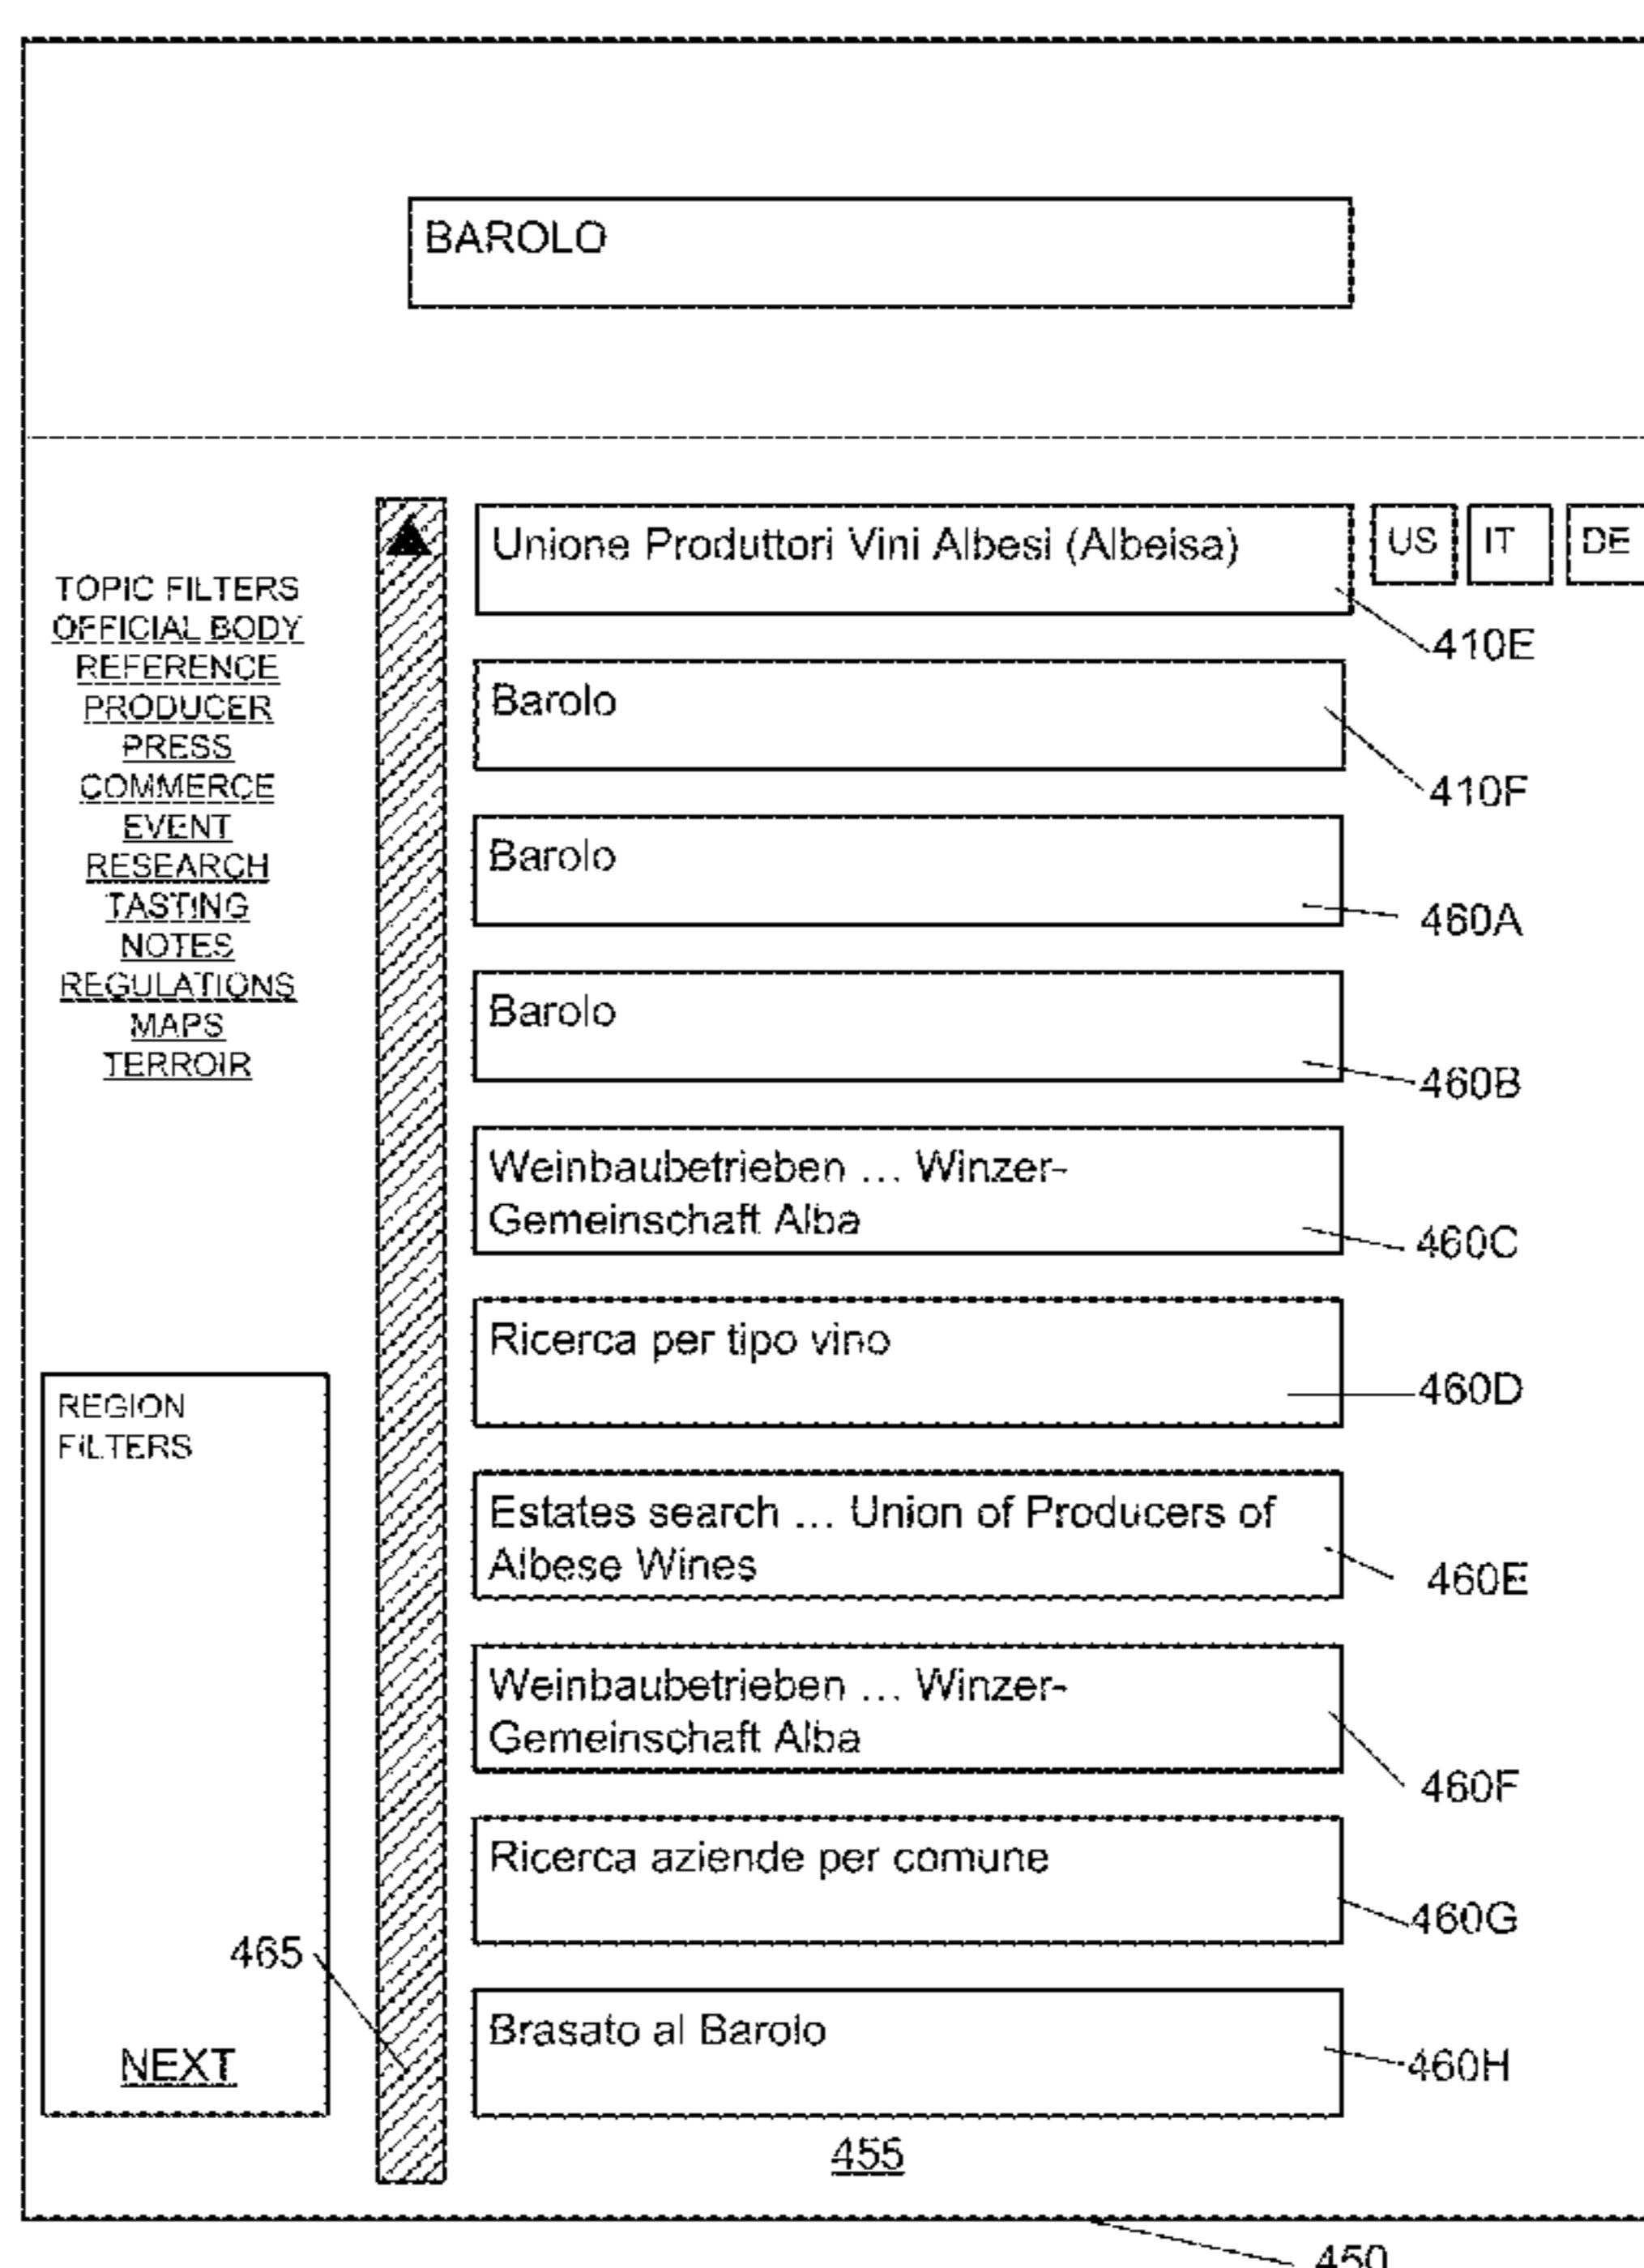 BAROLO
TOPIC FILTERS
OFFICIAL BODY
REFERENCE
PRODUCER
PRESS
COMMERCE
EVENT
RESEARCH
TASTING
NOTES
REGULATIONS
MAPS
TERROIR
REGION
FILTERS
NEXT
465
Unione Produttori Vini Albesi (Albeisa)
US IT DE
410E
Barolo
410F
Barolo
460A
Barolo
460B
Weinbaubetrieben ... Winzer-
Gemeinschaft Alba
460C
Ricerca per tipo vino
460D
Estates search ... Union of Producers of
Albese Wines
460E
Weinbaubetrieben ... Winzer-
Gemeinschaft Alba
460F
Ricerca aziende per comune
460G
Brasato al Barolo
460H
455
450